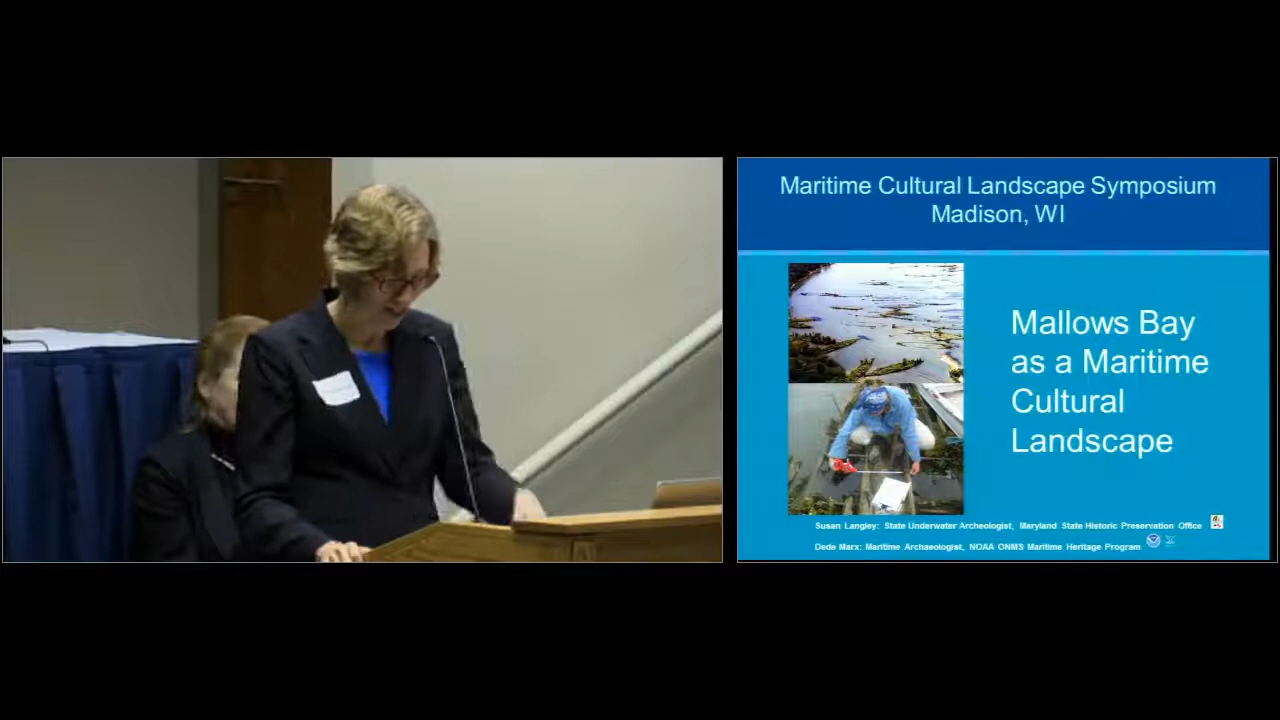 Maritime Cultural Landscape Symposium
Madison, WI
Mallows Bay
as a Maritime
Cultural
Landscape
Susan Langley: State Underwater Archeologist, Maryland State Historic Preservation Office
Dede Marx: Maritime Archaeologist, NOAA ONMS Maritime Heritage Program